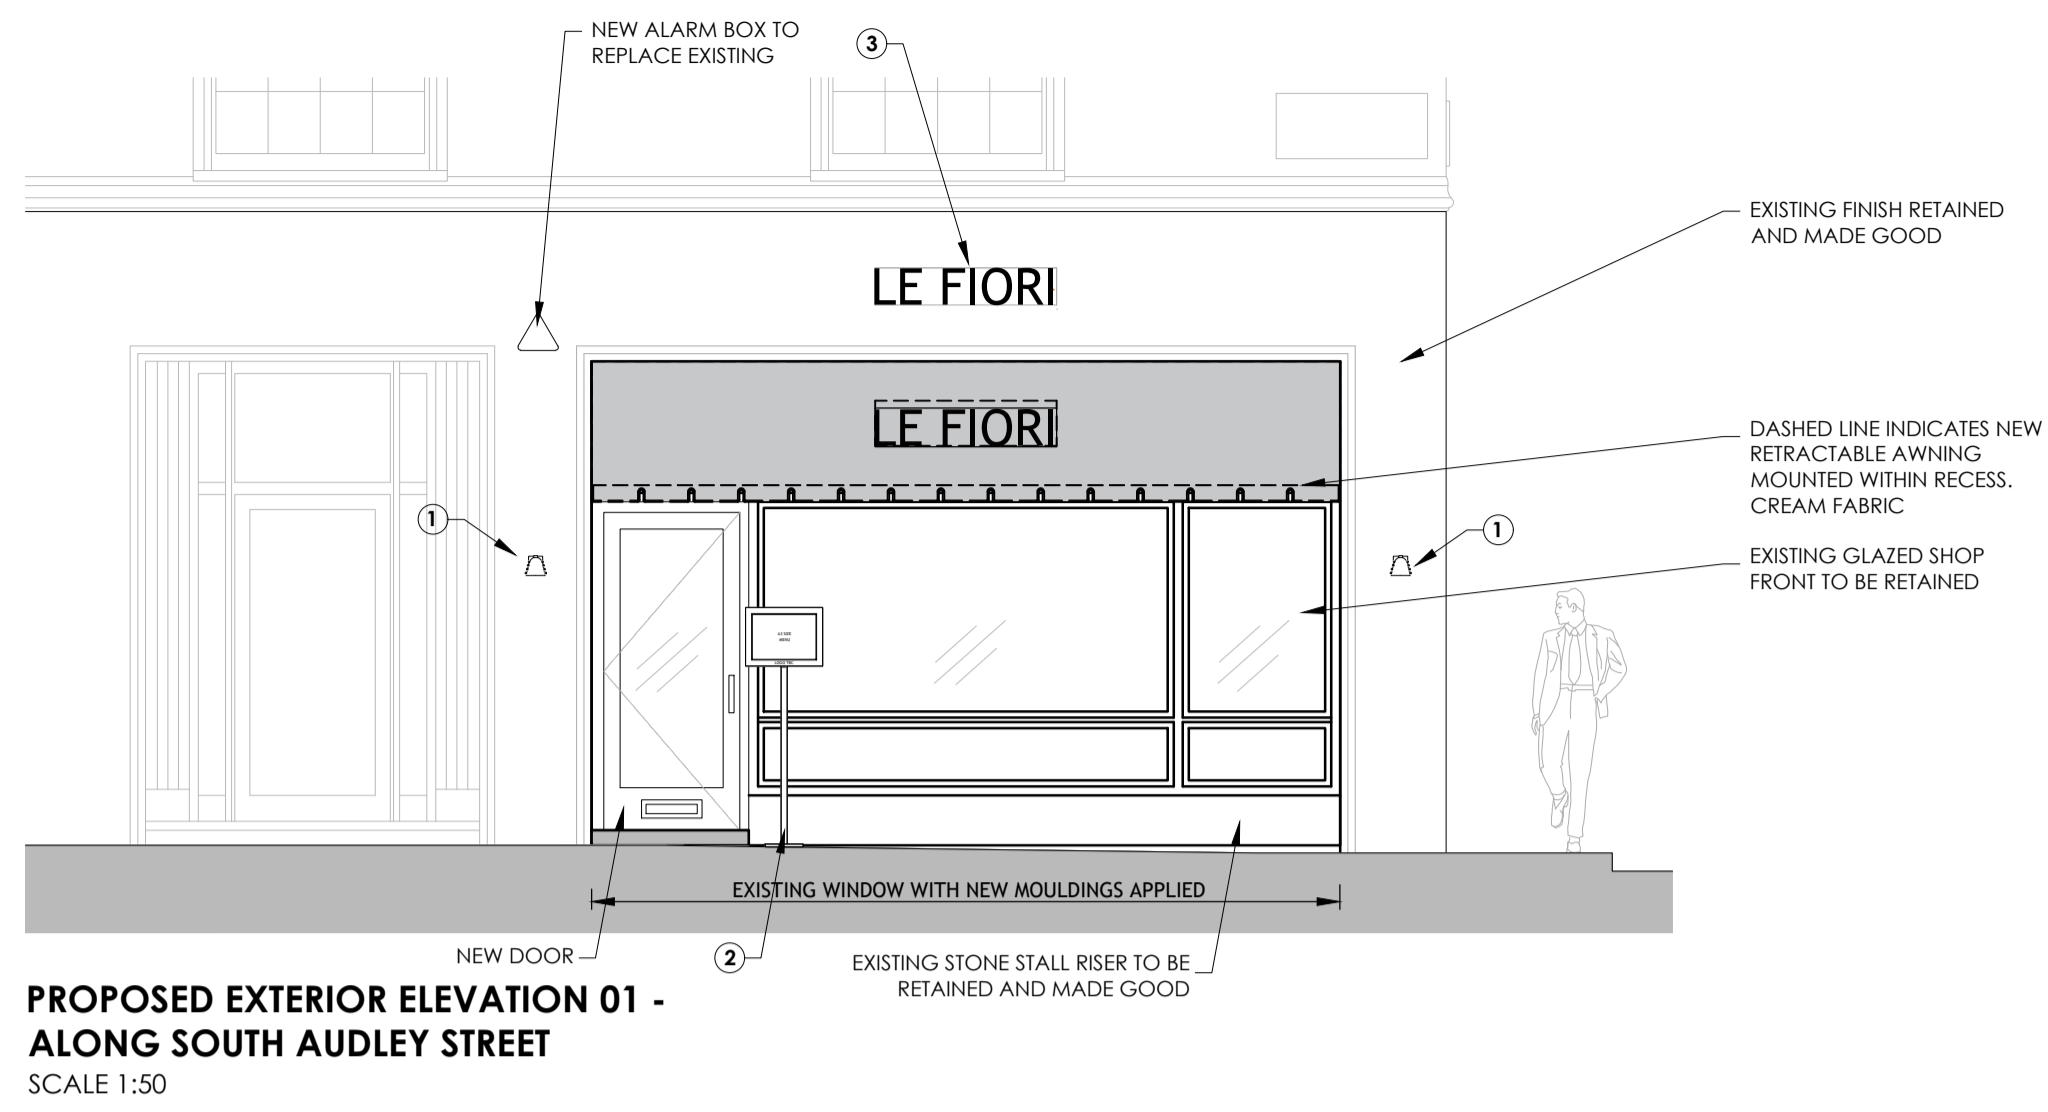 NEW ALARM BOX TO
REPLACE EXISTING
3
EXISTING FINISH RETAINED
AND MADE GOOD
LE FIORI
LE FIORI
DASHED LINE INDICATES NEW
RETRACTABLE AWNING
MOUNTED WITHIN RECESS.
CREAM FABRIC
1
1
EXISTING GLAZED SHOP
FRONT TO BE RETAINED
MENU
LOGO TBC
EXISTING WINDOW WITH NEW MOULDINGS APPLIED
NEW DOOR
2
EXISTING STONE STALL RISER TO BE
RETAINED AND MADE GOOD
PROPOSED EXTERIOR ELEVATION 01 -
ALONG SOUTH AUDLEY STREET
SCALE 1:50